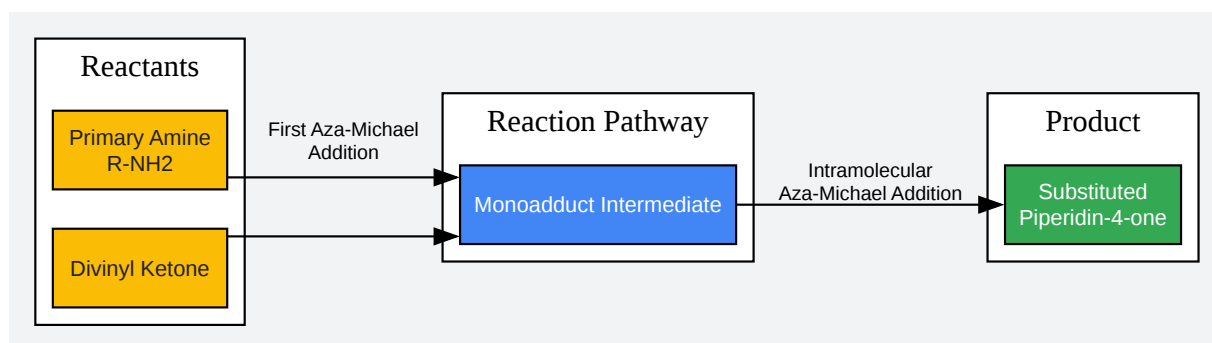 Reactants
Primary Amine
R-NH2
Divinyl Ketone
First Aza-Michael
Addition
Reaction Pathway
Monoadduct Intermediate
Intramolecular
Aza-Michael Addition
Product
Substituted
Piperidin-4-one